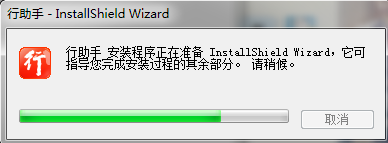 行助手 - InstallShield Wizard
行
行助手 安装程序正在准备 InstallShield Wizard，它可
指导您完成安装过程的其余部分。 请稍候。
取消